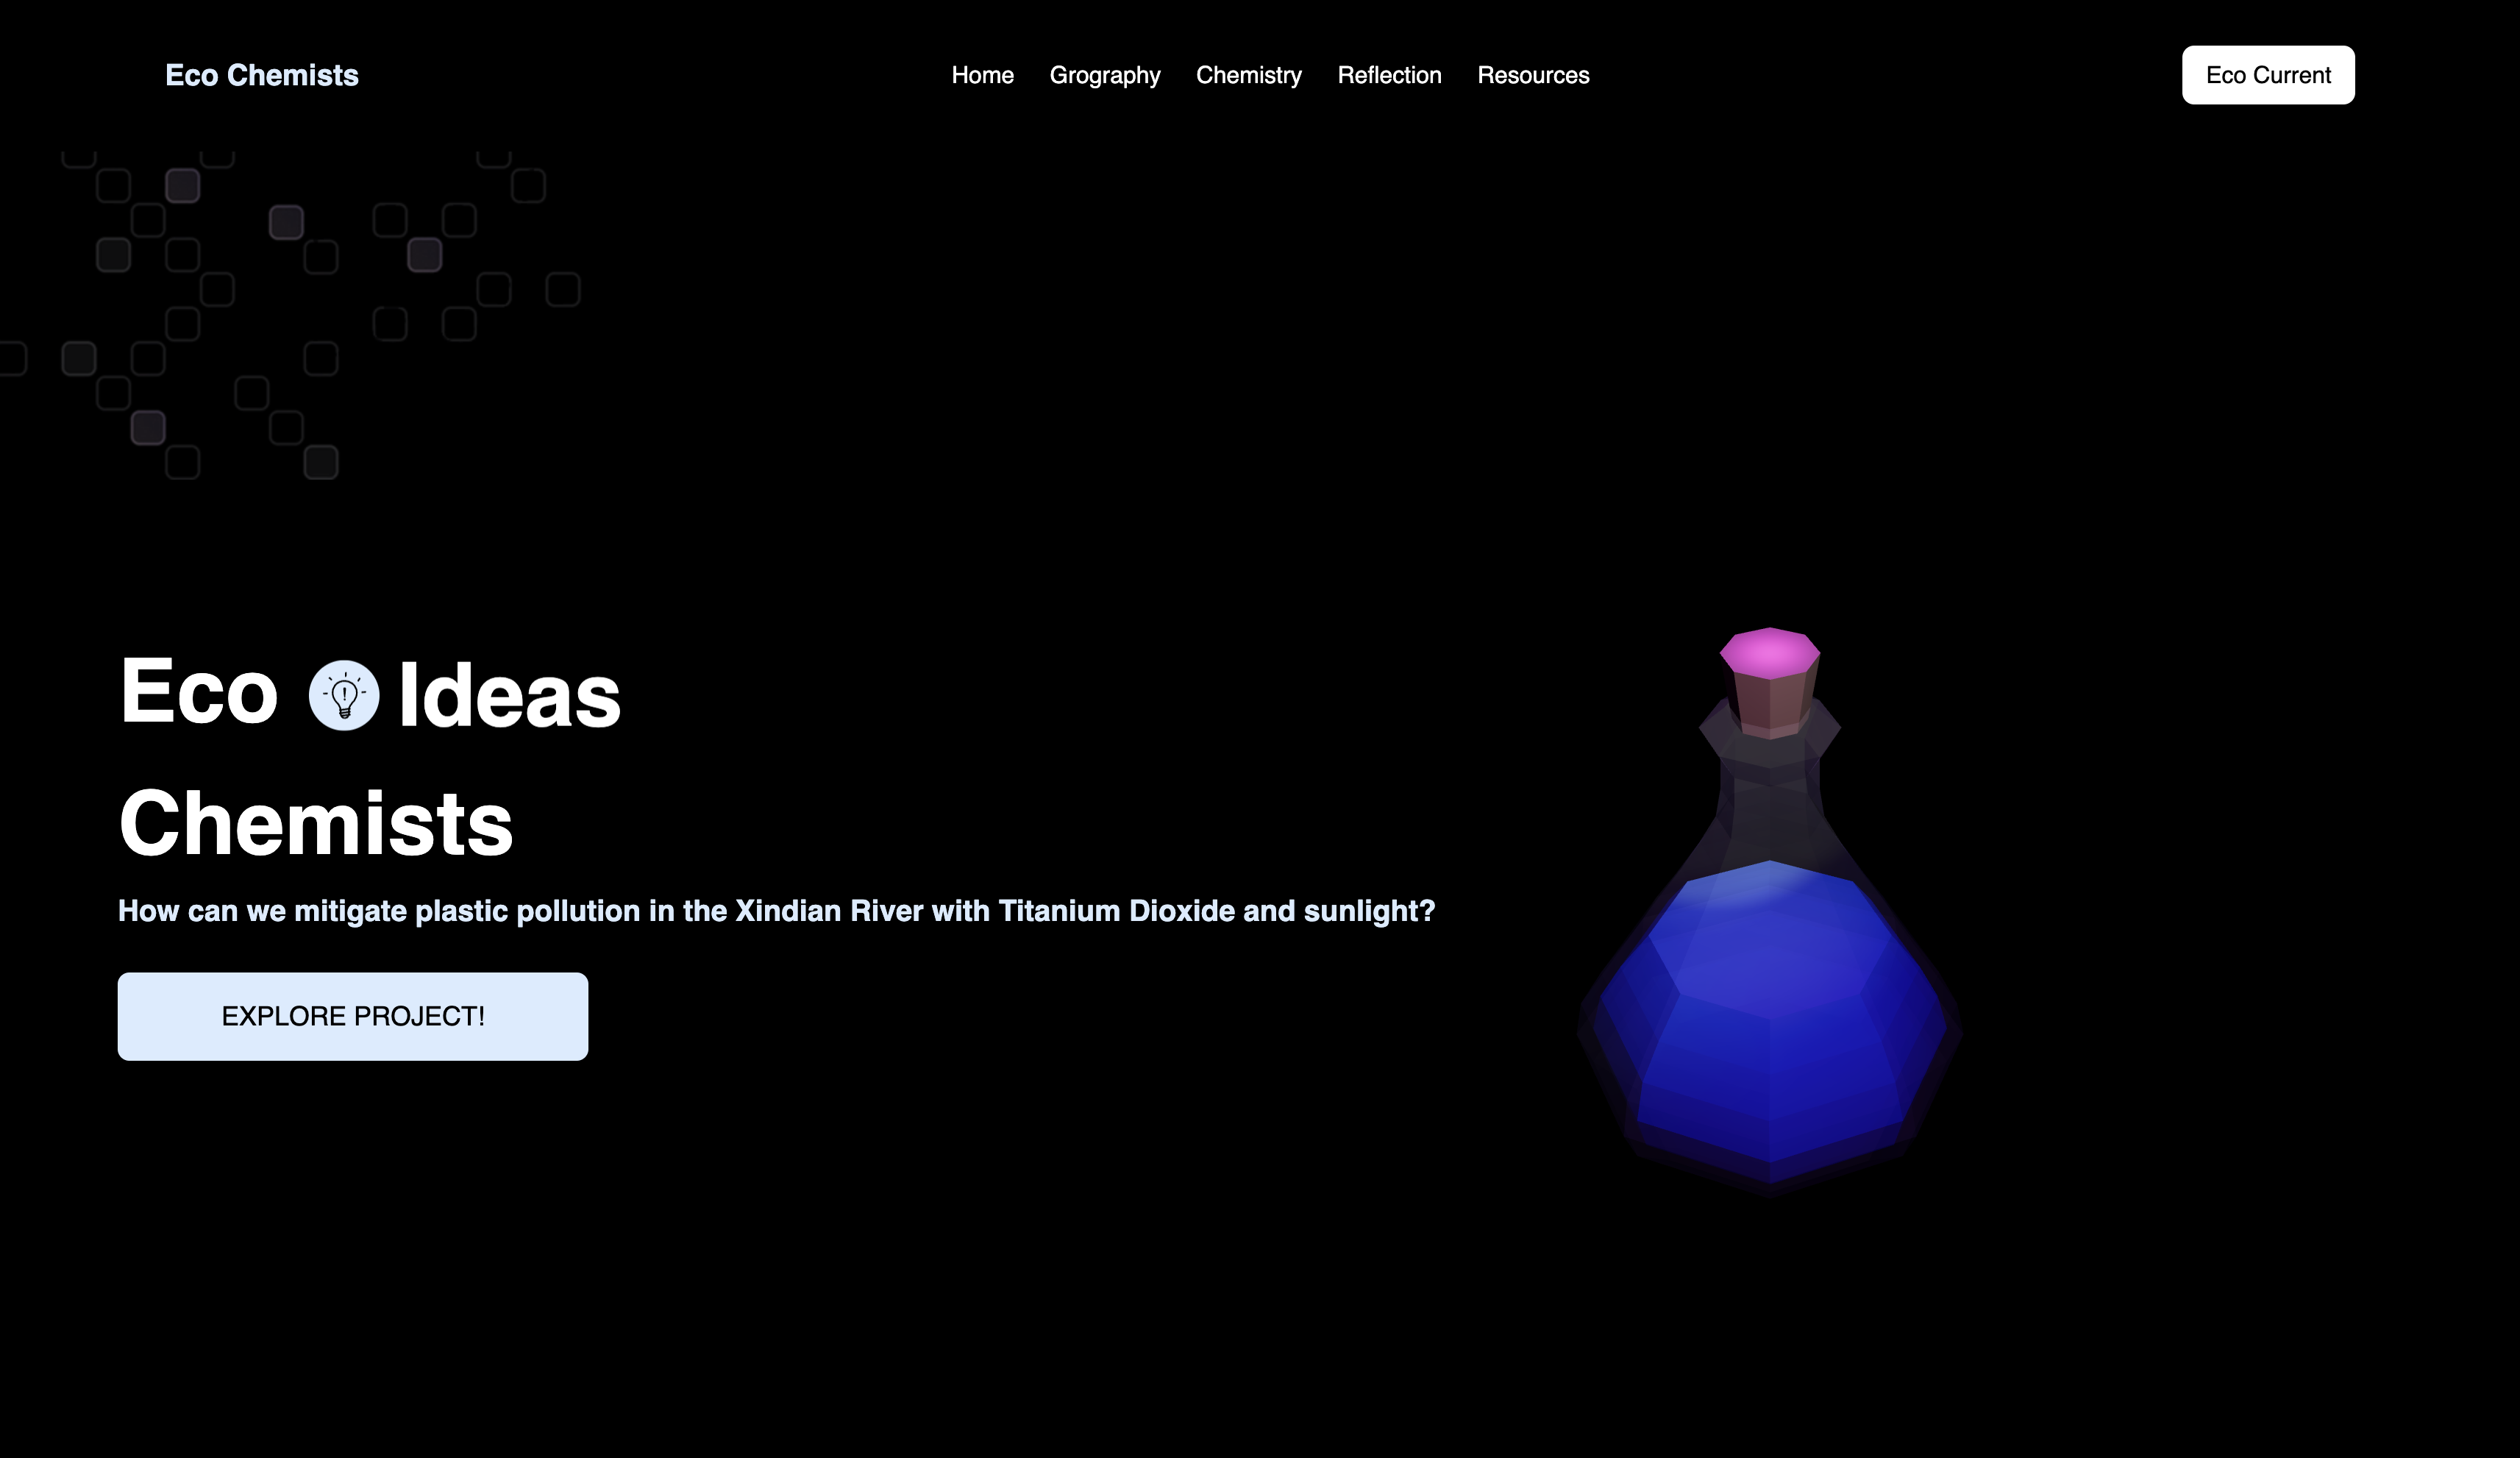 Eco Chemists
Home Grography Chemistry Reflection Resources
Eco Current
Eco Ideas
Chemists
How can we mitigate plastic pollution in the Xindian River with Titanium Dioxide and sunlight?
EXPLORE PROJECT!